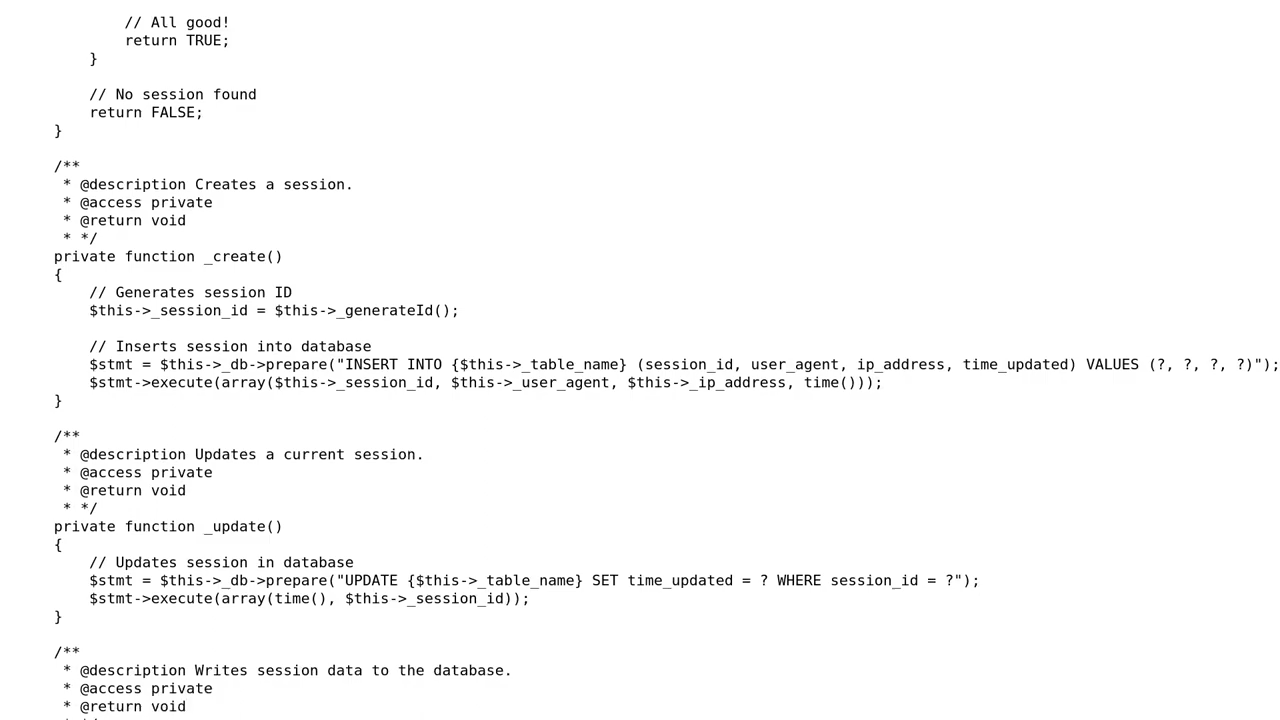 // All good!
            return TRUE;
        }

        // No session found
        return FALSE;
    }

    /**
     * @description Creates a session.
     * @access private
     * @return void
     * */
    private function _create()
    {
        // Generates session ID
        $this->_session_id = $this->_generateId();

        // Inserts session into database
        $stmt = $this->_db->prepare("INSERT INTO {$this->_table_name} (session_id, user_agent, ip_address, time_updated) VALUES (?, ?, ?, ?)");
        $stmt->execute(array($this->_session_id, $this->_user_agent, $this->_ip_address, time()));
    }

    /**
     * @description Updates a current session.
     * @access private
     * @return void
     * */
    private function _update()
    {
        // Updates session in database
        $stmt = $this->_db->prepare("UPDATE {$this->_table_name} SET time_updated = ? WHERE session_id = ?");
        $stmt->execute(array(time(), $this->_session_id));
    }

    /**
     * @description Writes session data to the database.
     * @access private
     * @return void